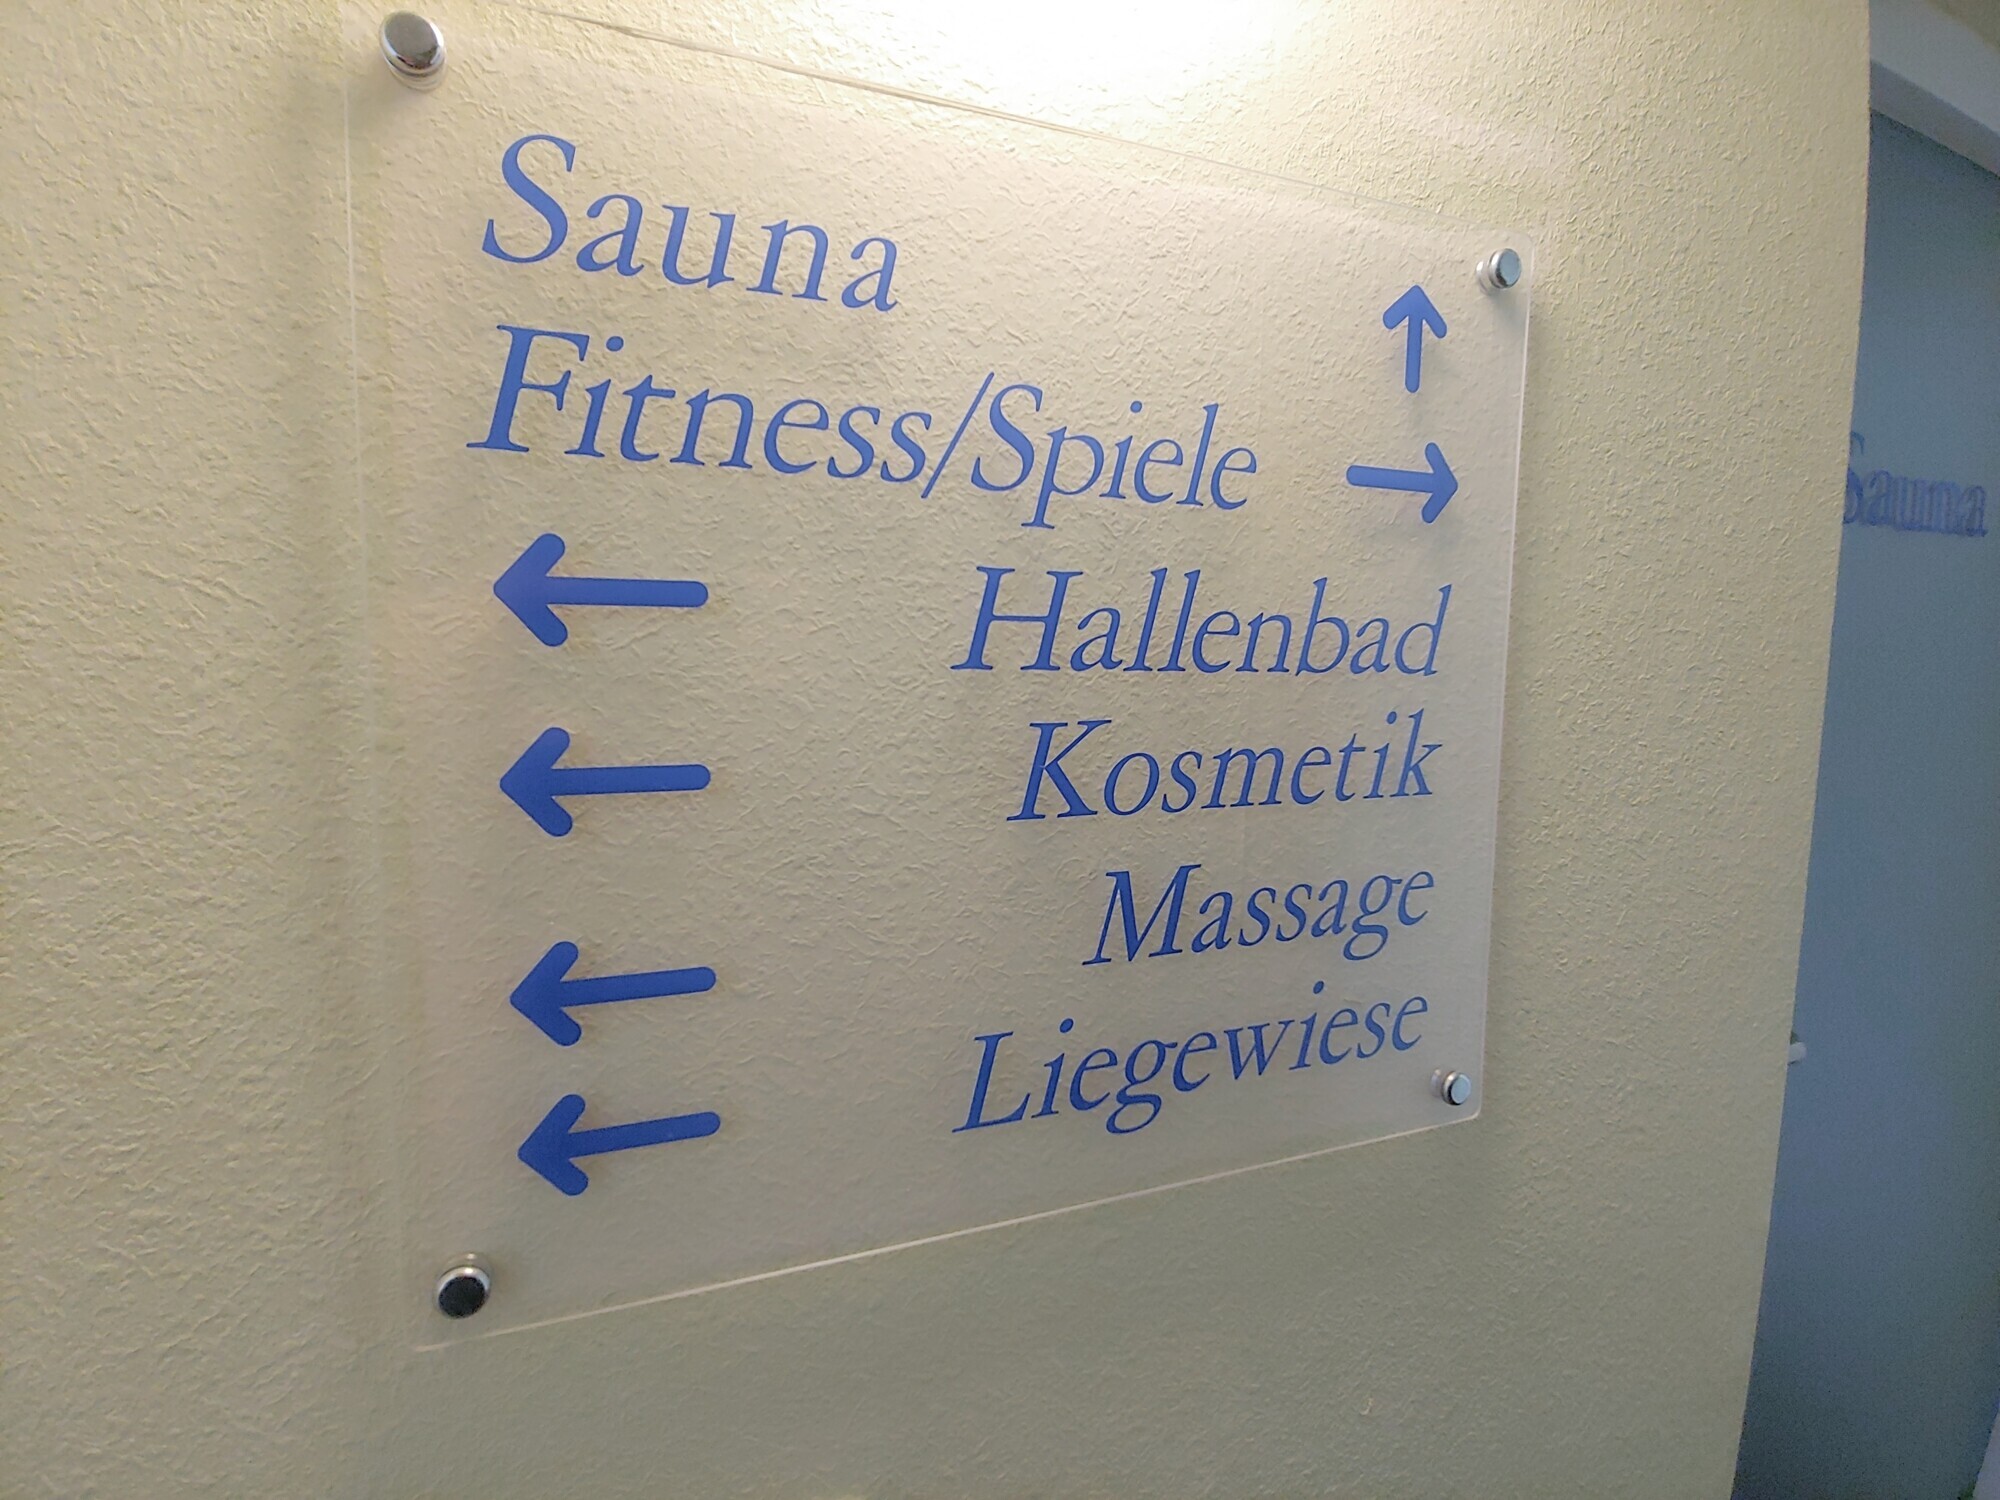 Sauna ↑
Fitness/Spiele →
← Hallenbad
← Kosmetik
← Massage
← Liegewiese
Sauna